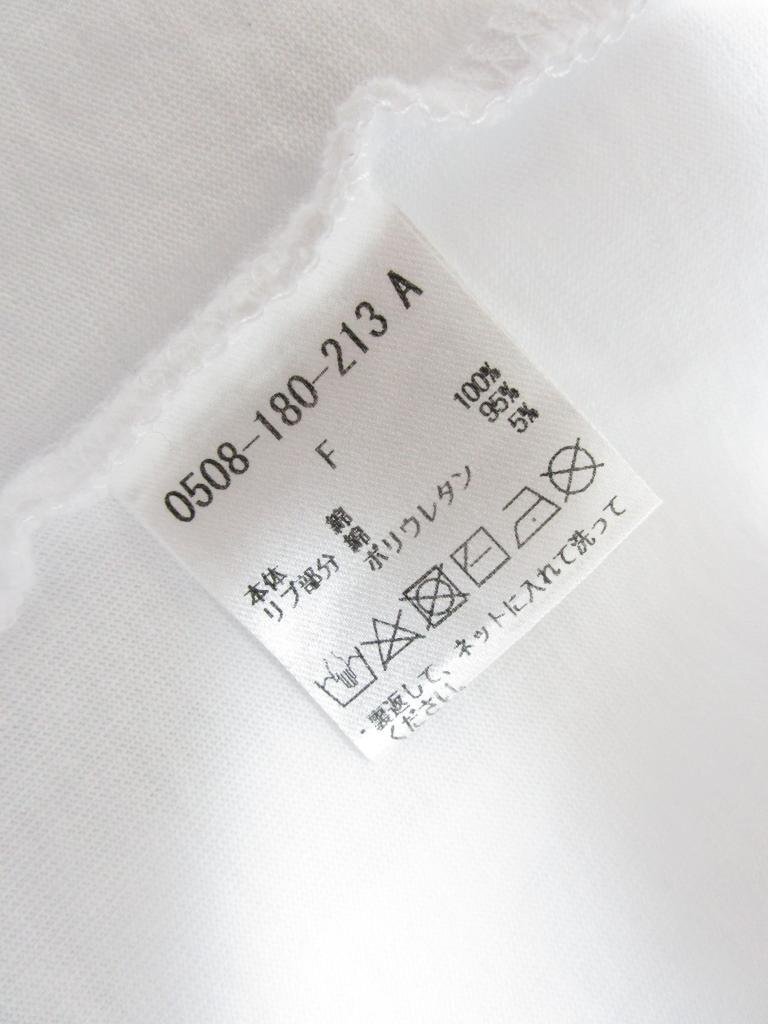 0508-180-213 A
F
本体 綿 100%
リブ部分 綿 95%
ポリウレタン 5%
・裏返して、ネットに入れて洗って
ください。